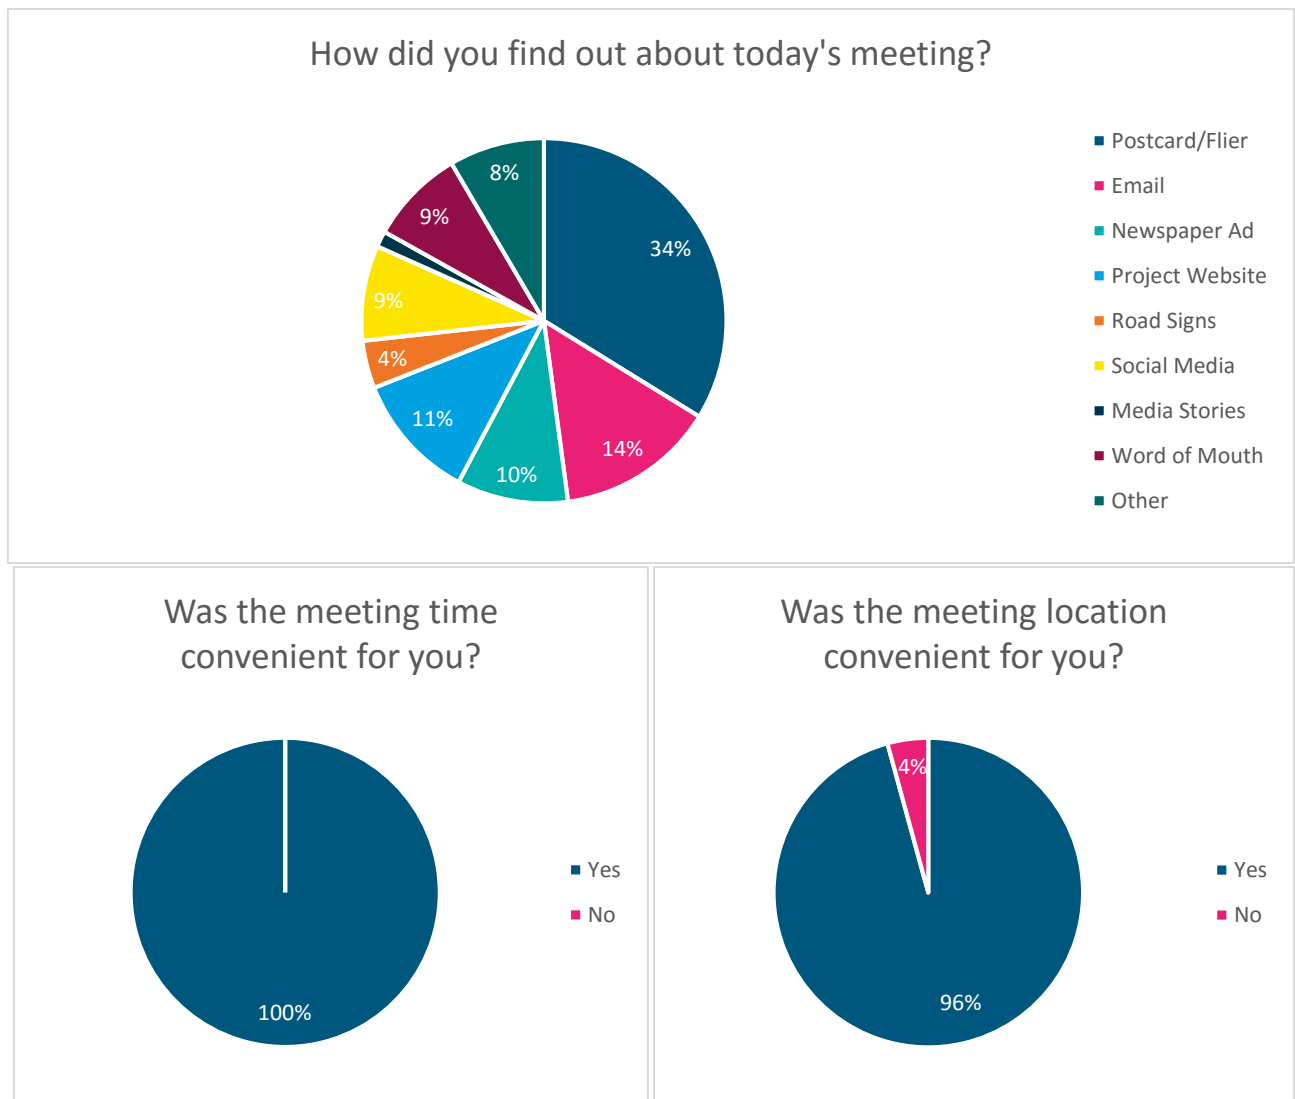 How did you find out about today's meeting?
8%
9%
34%
9%
4%
11%
14%
10%
Postcard/Flier
Email
Newspaper Ad
Project Website
Road Signs
Social Media
Media Stories
Word of Mouth
Other
Was the meeting time
convenient for you?
100%
Yes
No
Was the meeting location
convenient for you?
4%
96%
Yes
No